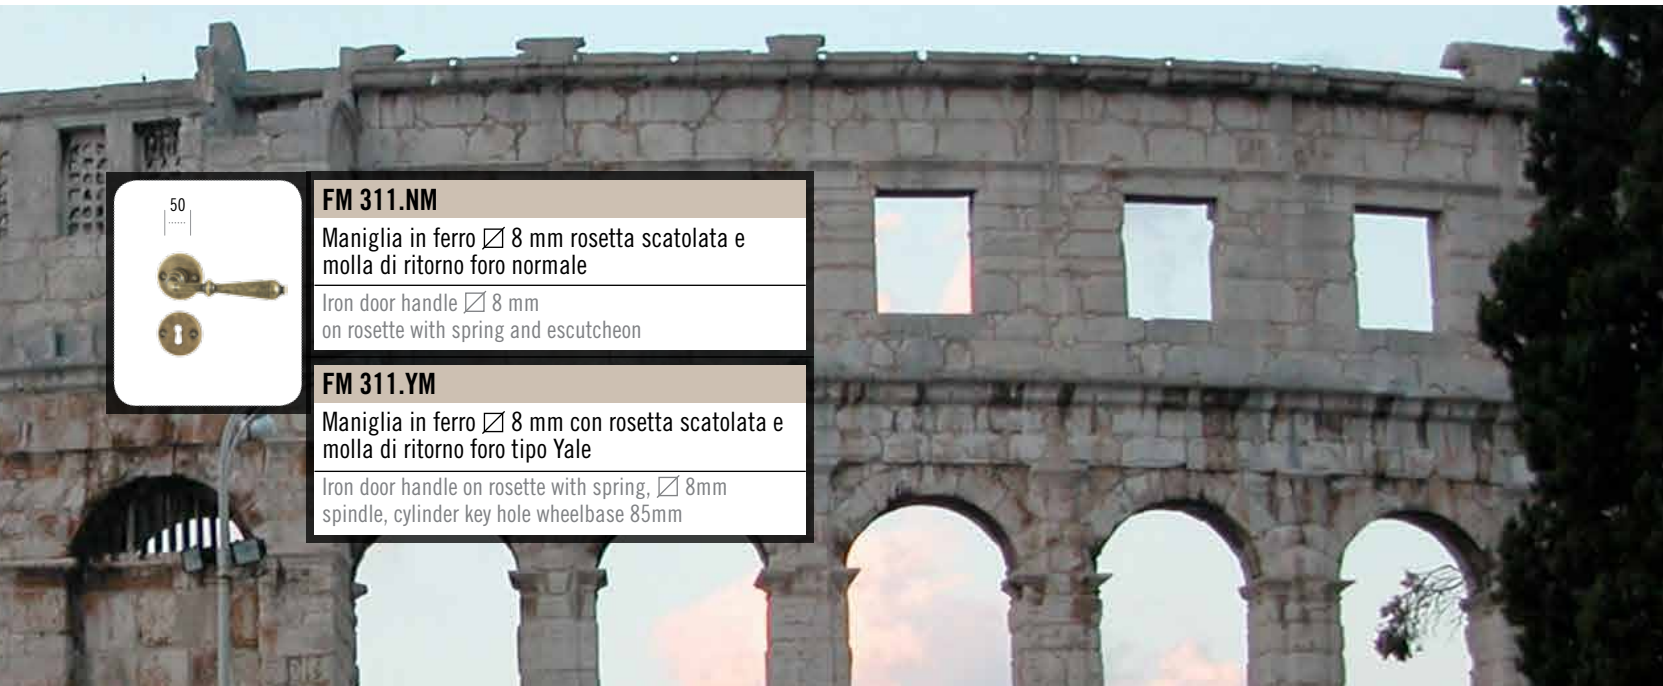 50
FM 311.NM
Maniglia in ferro ⍁ 8 mm rosetta scatolata e
molla di ritorno foro normale
Iron door handle ⍁ 8 mm
on rosette with spring and escutcheon
FM 311.YM
Maniglia in ferro ⍁ 8 mm con rosetta scatolata e
molla di ritorno foro tipo Yale
Iron door handle on rosette with spring, ⍁ 8mm
spindle, cylinder key hole wheelbase 85mm